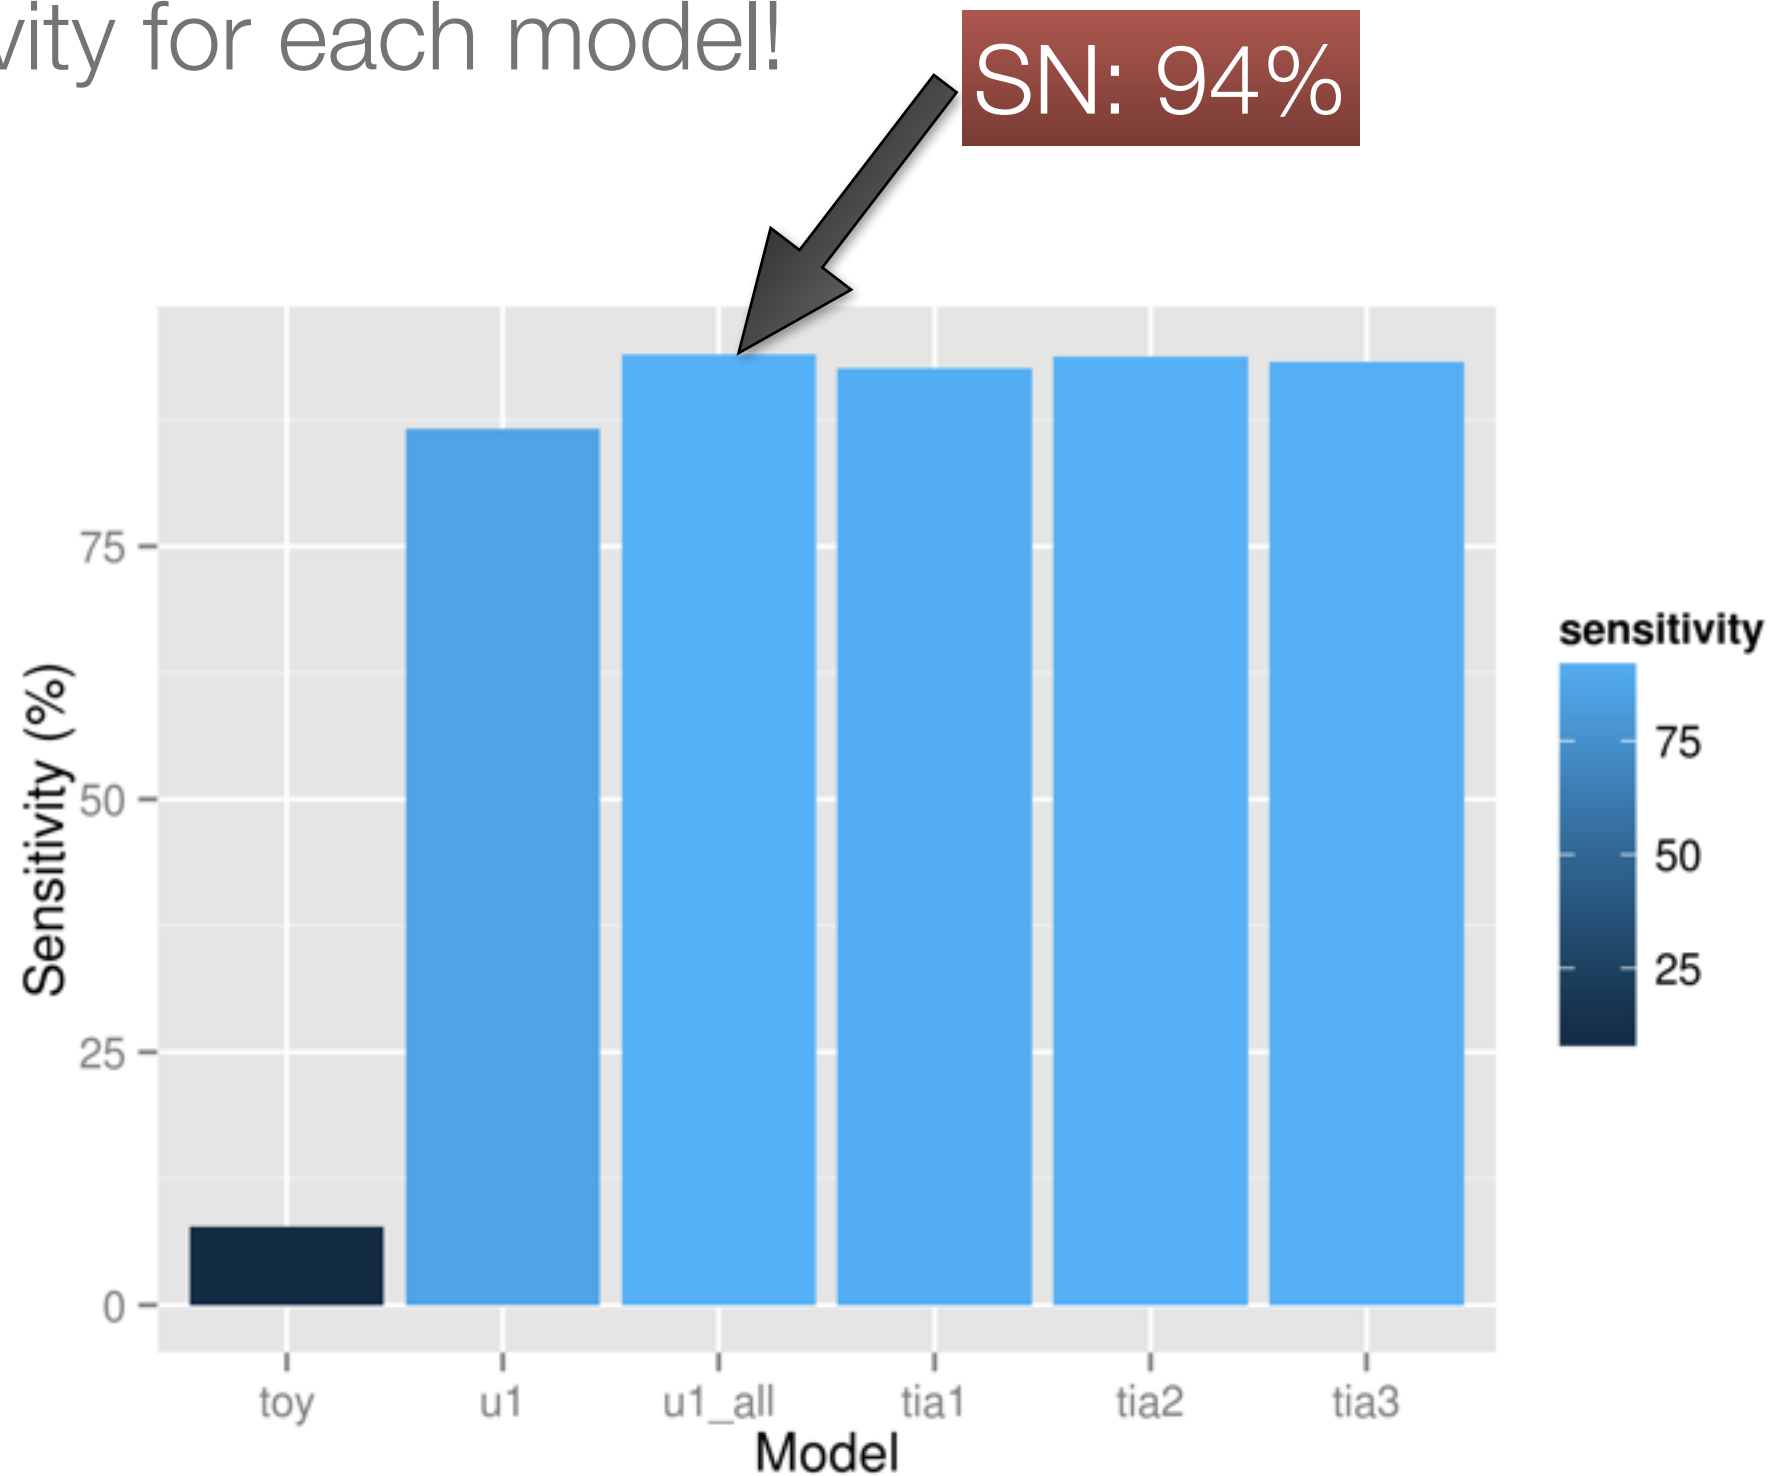 for each model!
SN: 94%
75
50
25
0
Sensitivity (%)
toy
u1
u1_all
tia1
tia2
tia3
Model
sensitivity
75
50
25